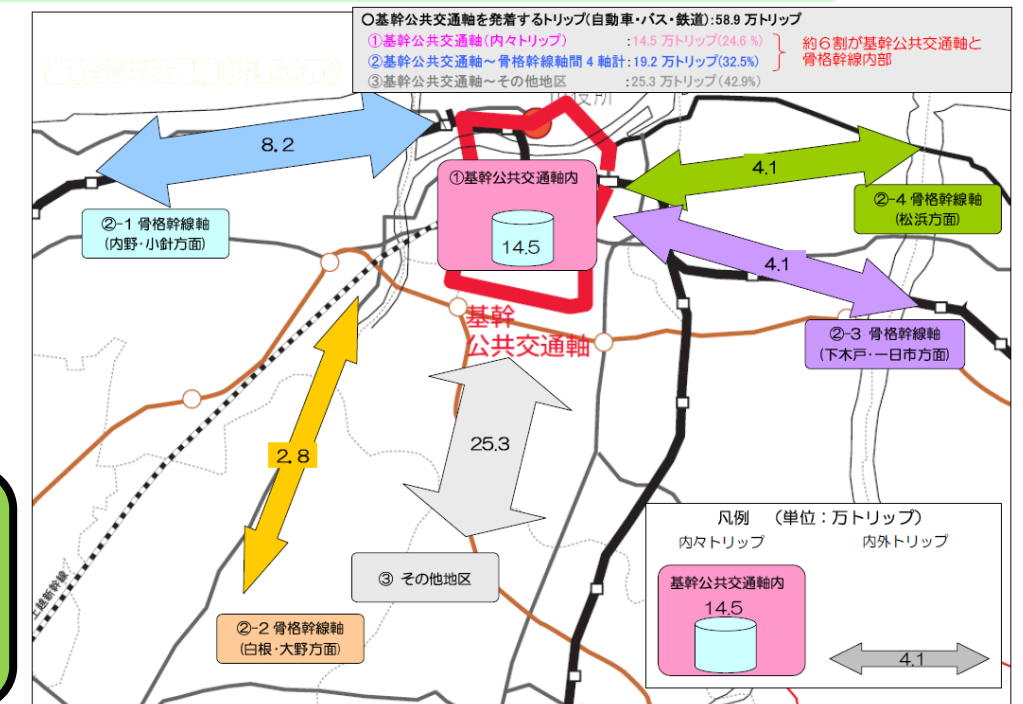 〇基幹公共交通軸を発着するトリップ(自動車・バス・鉄道):58.9 万トリップ
①基幹公共交通軸(内々トリップ) :14.5 万トリップ(24.6 %)
②基幹公共交通軸～骨格幹線軸間 4 軸計:19.2 万トリップ(32.5%)
③基幹公共交通軸～その他地区 :25.3 万トリップ(42.9%)
約6割が基幹公共交通軸と
骨格幹線内部
8.2
①基幹公共交通軸内
14.5
4.1
②-4 骨格幹線軸
(松浜方面)
②-1 骨格幹線軸
(内野・小針方面)
4.1
基幹
公共交通軸
②-3 骨格幹線軸
(下木戸・一日市方面)
2.8
25.3
③ その他地区
上越新幹線
②-2 骨格幹線軸
(白根・大野方面)
凡例 (単位:万トリップ)
内々トリップ
内外トリップ
基幹公共交通軸内
14.5
4.1